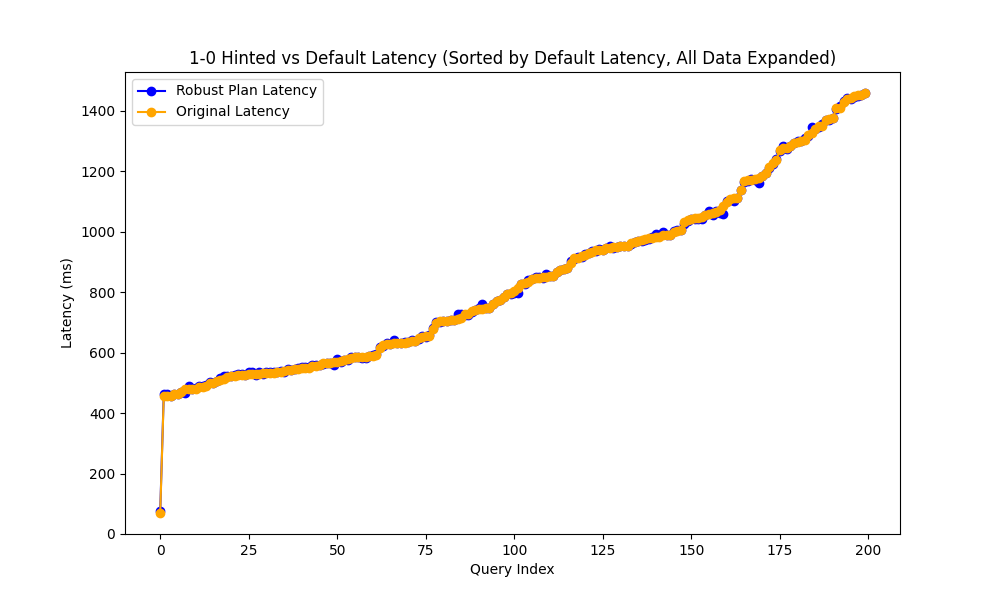 1-0 Hinted vs Default Latency (Sorted by Default Latency, All Data Expanded)
Robust Plan Latency
Original Latency
Latency (ms)
1400
1200
1000
800
600
400
200
0
0 25 50 75 100 125 150 175 200
Query Index